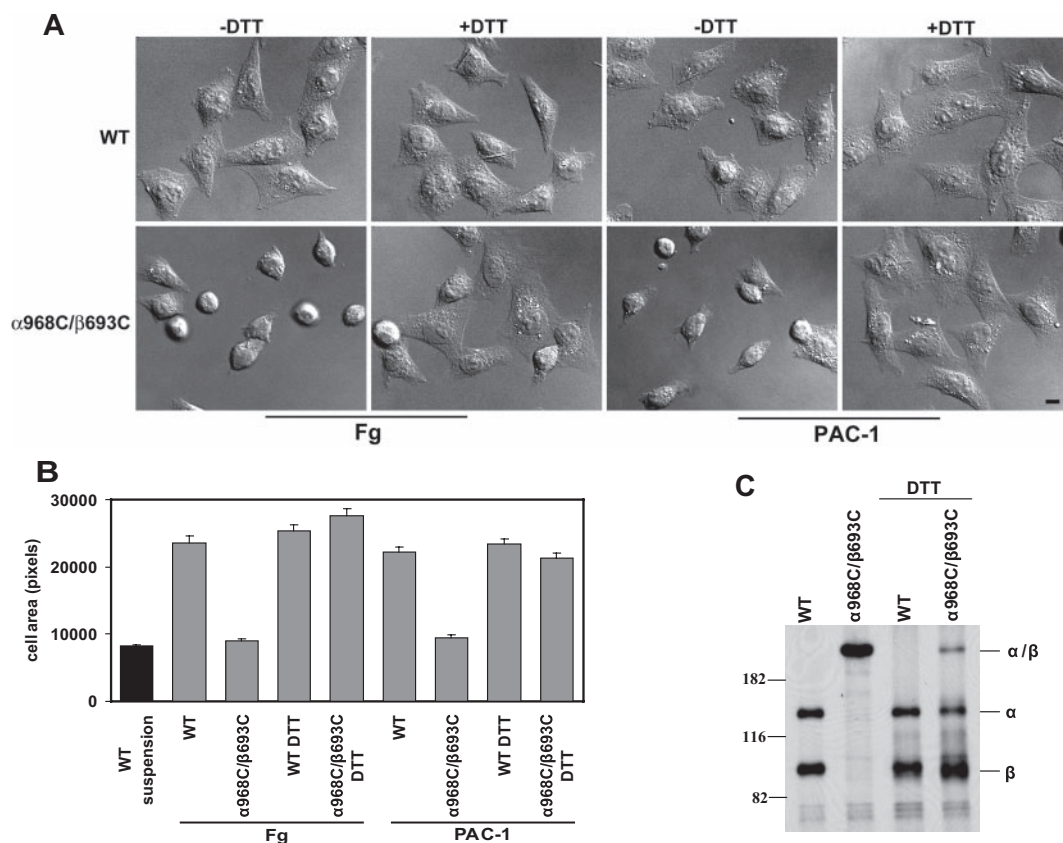 A
-DTT +DTT -DTT +DTT
WT
α968C/β693C
Fg PAC-1
B
cell area (pixels)
30000
20000
10000
0
WT suspension
WT
α968C/β693C
WT DTT
α968C/β693C DTT
WT
α968C/β693C
WT DTT
α968C/β693C DTT
Fg PAC-1
C
DTT
WT
α968C/β693C
WT
α968C/β693C
α/β
182
α
116
β
82